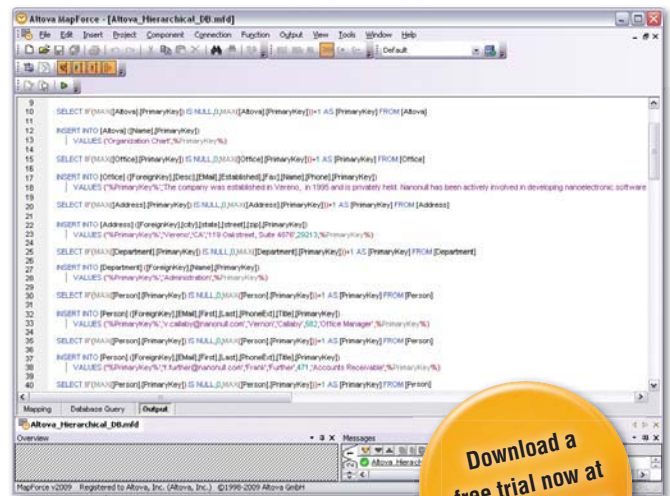 Altova MapForce - [Altova_Hierarchical_DB.mfd]
File Edit Insert Project Component Connection Function Output View Tools Window Help
Default
9
10 SELECT IIF(MAX([Altova].[PrimaryKey]) IS NULL,0,MAX([Altova].[PrimaryKey]))+1 AS [PrimaryKey] FROM [Altova]
11
12 INSERT INTO [Altova] ([Name],[PrimaryKey])
13 VALUES ('Organization Chart',%PrimaryKey%)
14
15 SELECT IIF(MAX([Office].[PrimaryKey]) IS NULL,0,MAX([Office].[PrimaryKey]))+1 AS [PrimaryKey] FROM [Office]
16
17 INSERT INTO [Office] ([ForeignKey],[Desc],[EMail],[Established],[Fax],[Name],[Phone],[PrimaryKey])
18 VALUES ('%PrimaryKey%','The company was established in Vereno, in 1995 and is privately held. Nanonull has been actively involved in developing nanoelectronic software
19
20 SELECT IIF(MAX([Address].[PrimaryKey]) IS NULL,0,MAX([Address].[PrimaryKey]))+1 AS [PrimaryKey] FROM [Address]
21
22 INSERT INTO [Address] ([ForeignKey],[city],[state],[street],[zip],[PrimaryKey])
23 VALUES ('%PrimaryKey%','Vereno','CA','119 Oakstreet, Suite 4876',29213,%PrimaryKey%)
24
25 SELECT IIF(MAX([Department].[PrimaryKey]) IS NULL,0,MAX([Department].[PrimaryKey]))+1 AS [PrimaryKey] FROM [Department]
26
27 INSERT INTO [Department] ([ForeignKey],[Name],[PrimaryKey])
28 VALUES ('%PrimaryKey%','Administration',%PrimaryKey%)
29
30 SELECT IIF(MAX([Person].[PrimaryKey]) IS NULL,0,MAX([Person].[PrimaryKey]))+1 AS [PrimaryKey] FROM [Person]
31
32 INSERT INTO [Person] ([ForeignKey],[EMail],[First],[Last],[PhoneExt],[Title],[PrimaryKey])
33 VALUES ('%PrimaryKey%','v.callaby@nanonull.com','Vernon','Callaby',582,'Office Manager',%PrimaryKey%)
34
35 SELECT IIF(MAX([Person].[PrimaryKey]) IS NULL,0,MAX([Person].[PrimaryKey]))+1 AS [PrimaryKey] FROM [Person]
36
37 INSERT INTO [Person] ([ForeignKey],[EMail],[First],[Last],[PhoneExt],[Title],[PrimaryKey])
38 VALUES ('%PrimaryKey%','f.further@nanonull.com','Frank','Further',471,'Accounts Receivable',%PrimaryKey%)
39
40 SELECT IIF(MAX([Person].[PrimaryKey]) IS NULL,0,MAX([Person].[PrimaryKey]))+1 AS [PrimaryKey] FROM [Person]
Mapping Database Query Output
Altova_Hierarchical_DB.mfd
Overview
Messages
MapForce v2009 Registered to Altova, Inc. (Altova, Inc.) ©1998-2009 Altova GmbH
Download a
free trial now at